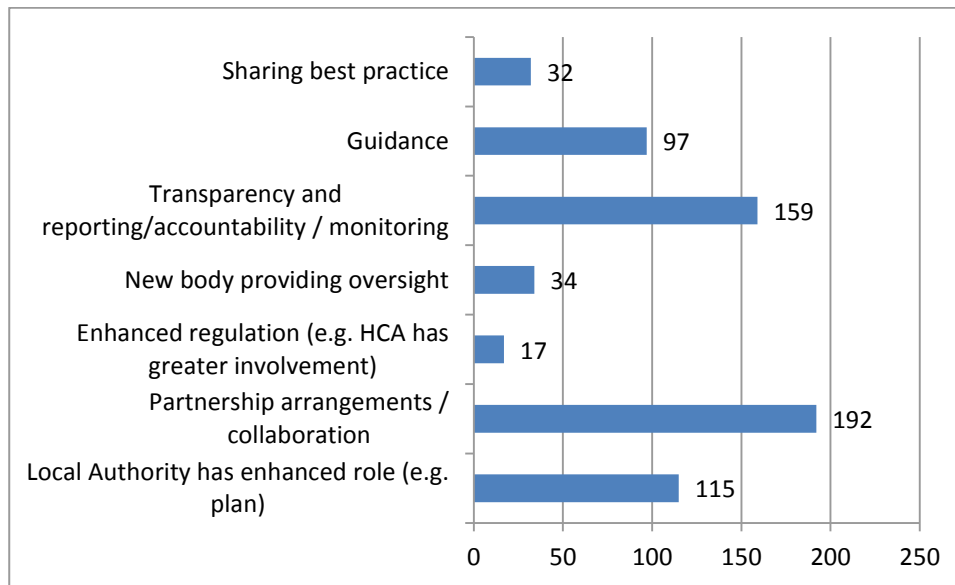 Sharing best practice
32
Guidance
97
Transparency and
reporting/accountability / monitoring
159
New body providing oversight
34
Enhanced regulation (e.g. HCA has
greater involvement)
17
Partnership arrangements /
collaboration
192
Local Authority has enhanced role (e.g.
plan)
115
0 50 100 150 200 250